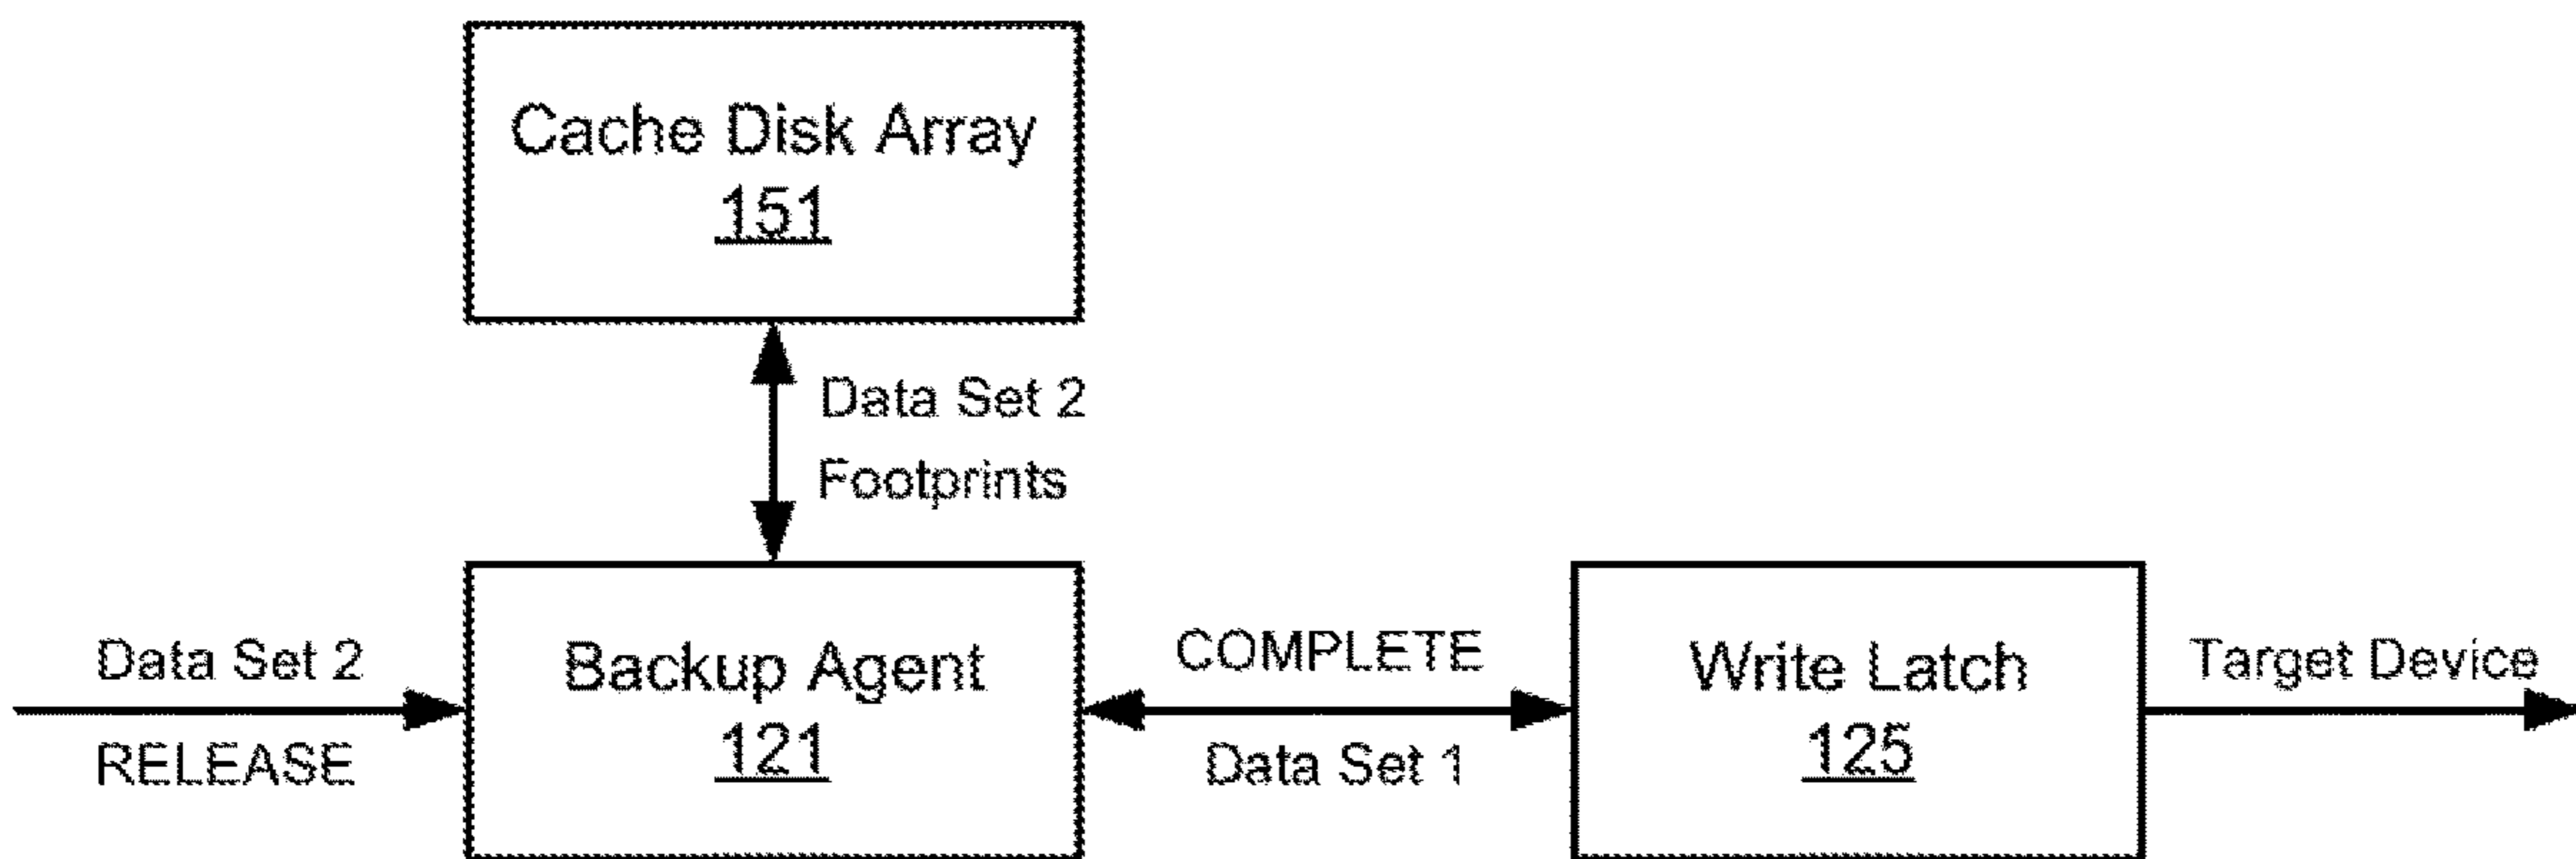 Cache Disk Array
151
Data Set 2
Footprints
Data Set 2
RELEASE
Backup Agent
121
COMPLETE
Data Set 1
Write Latch
125
Target Device